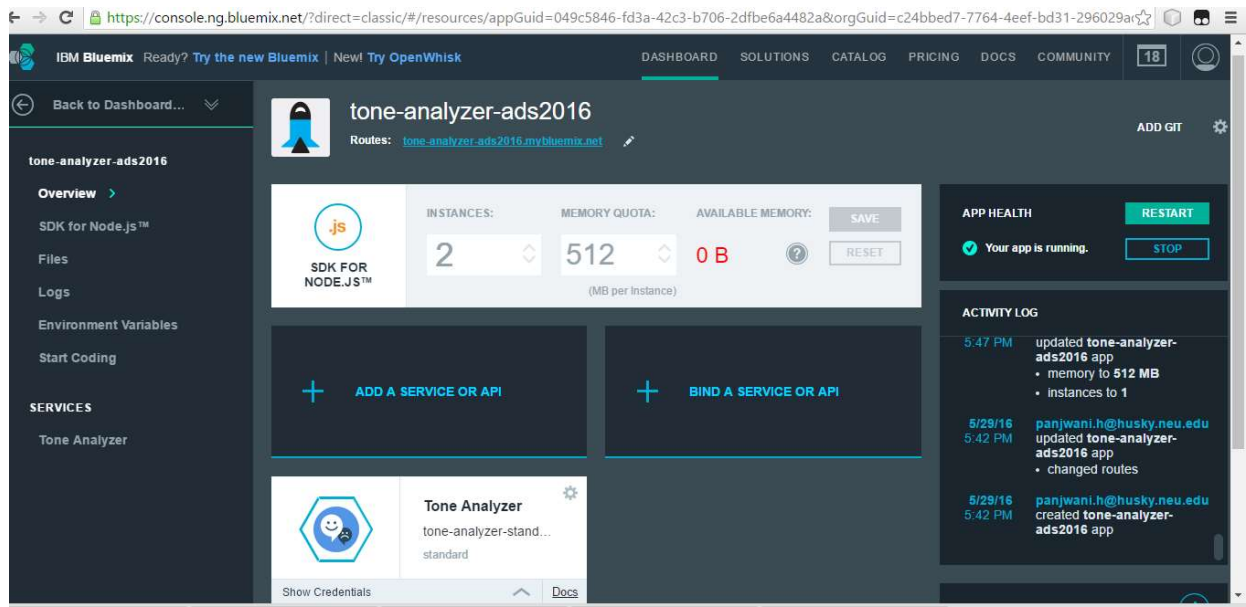 https://console.ng.bluemix.net/?direct=classic/#/resources/appGuid=049c5846-fd3a-42c3-b706-2dfbe6a4482a&orgGuid=c24bbed7-7764-4eef-bd31-296029a
IBM Bluemix Ready? Try the new Bluemix | New! Try OpenWhisk
DASHBOARD SOLUTIONS CATALOG PRICING DOCS COMMUNITY 18
Back to Dashboard...
tone-analyzer-ads2016
Overview >
SDK for Node.js™
Files
Logs
Environment Variables
Start Coding
SERVICES
Tone Analyzer
tone-analyzer-ads2016
Routes: tone-analyzer-ads2016.mybluemix.net
ADD GIT
.js
SDK FOR
NODE.JS™
INSTANCES: MEMORY QUOTA: AVAILABLE MEMORY: SAVE
2 512 0 B ? RESET
(MB per Instance)
APP HEALTH RESTART
Your app is running. STOP
+ ADD A SERVICE OR API
+ BIND A SERVICE OR API
ACTIVITY LOG
5:47 PM updated tone-analyzer-
ads2016 app
• memory to 512 MB
• instances to 1
5/29/16 panjwani.h@husky.neu.edu
5:42 PM updated tone-analyzer-
ads2016 app
• changed routes
5/29/16 panjwani.h@husky.neu.edu
5:42 PM created tone-analyzer-
ads2016 app
Tone Analyzer
tone-analyzer-stand...
standard
Show Credentials Docs